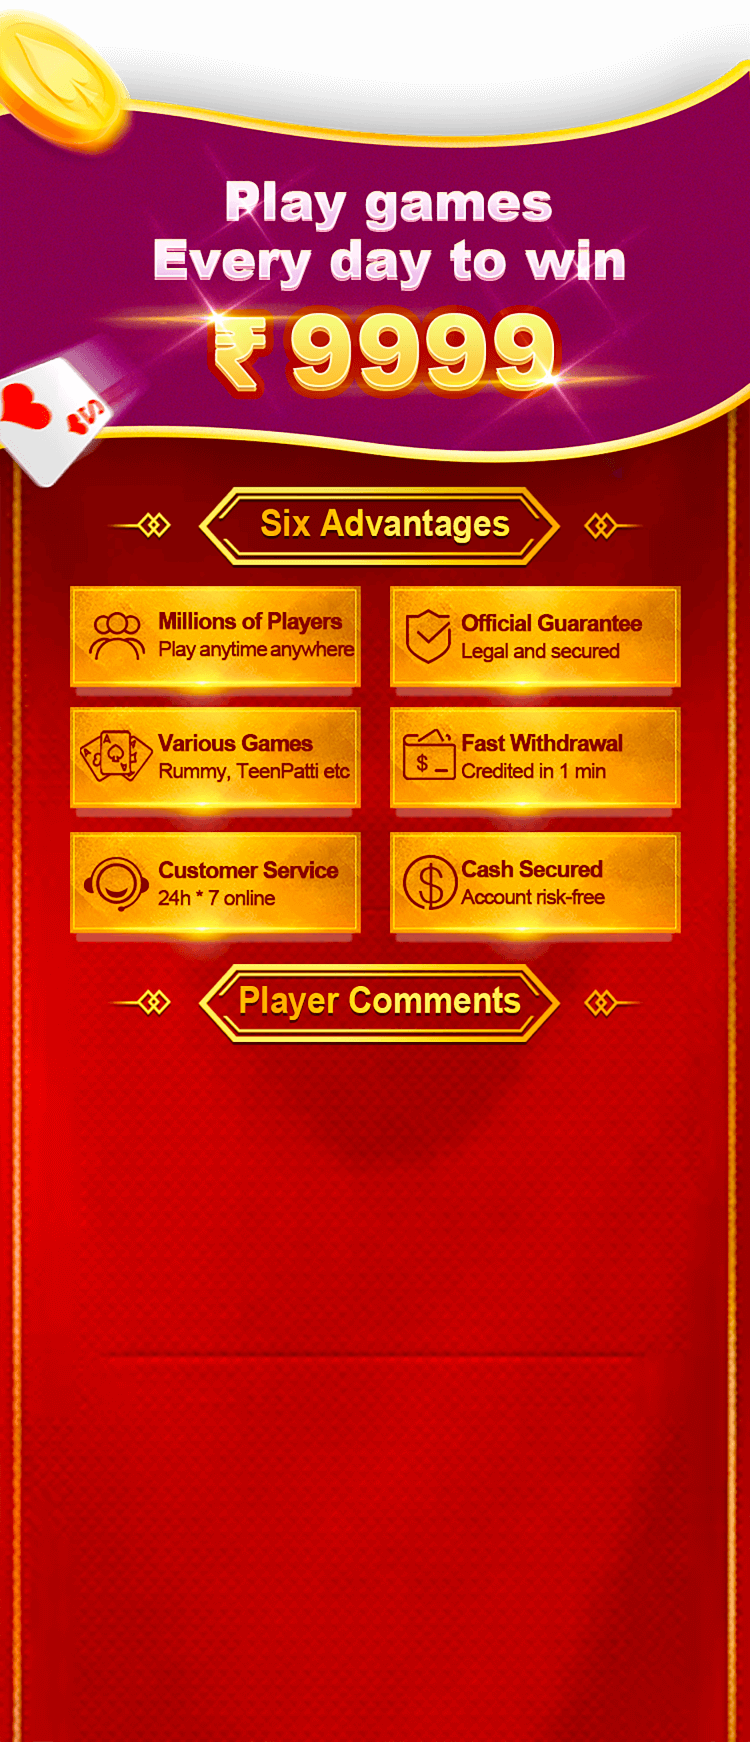 Play games
Every day to win
₹9999
Six Advantages
Millions of Players
Play anytime anywhere
Official Guarantee
Legal and secured
Various Games
Rummy, TeenPatti etc
Fast Withdrawal
Credited in 1 min
Customer Service
24h * 7 online
Cash Secured
Account risk-free
Player Comments